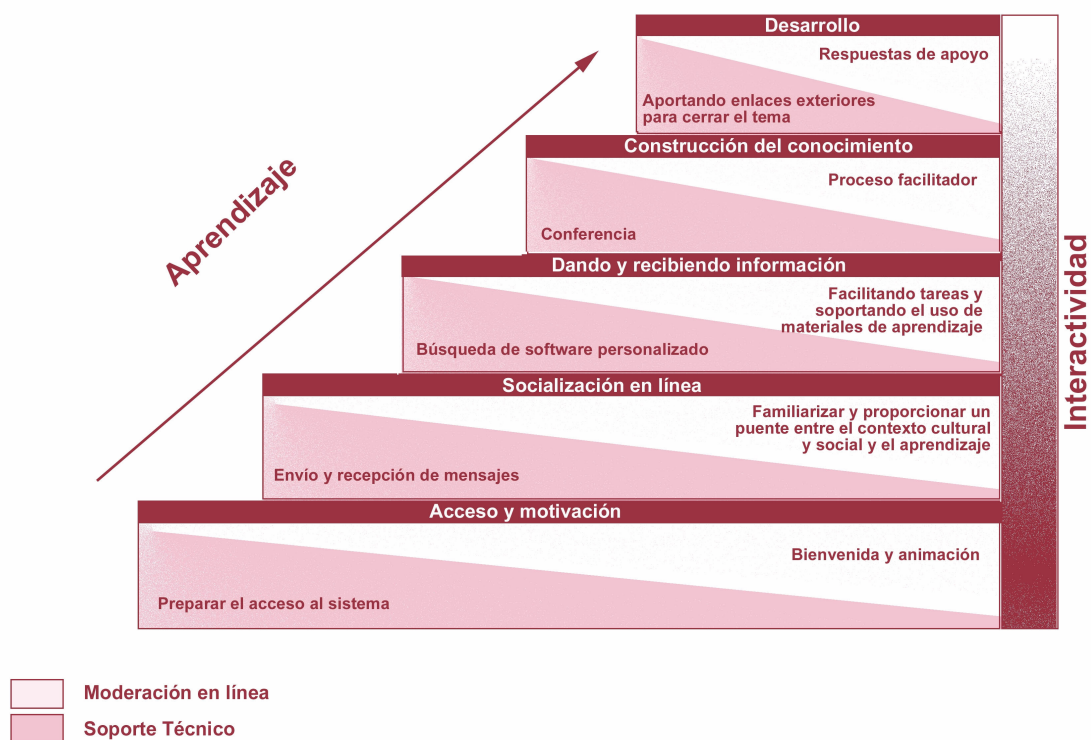 Desarrollo
Respuestas de apoyo
Aportando enlaces exteriores
para cerrar el tema
Construcción del conocimiento
Proceso facilitador
Conferencia
Dando y recibiendo información
Facilitando tareas y
soportando el uso de
materiales de aprendizaje
Búsqueda de software personalizado
Socialización en línea
Familiarizar y proporcionar un
puente entre el contexto cultural
y social y el aprendizaje
Envío y recepción de mensajes
Acceso y motivación
Bienvenida y animación
Preparar el acceso al sistema
Aprendizaje
Interactividad
Moderación en línea
Soporte Técnico